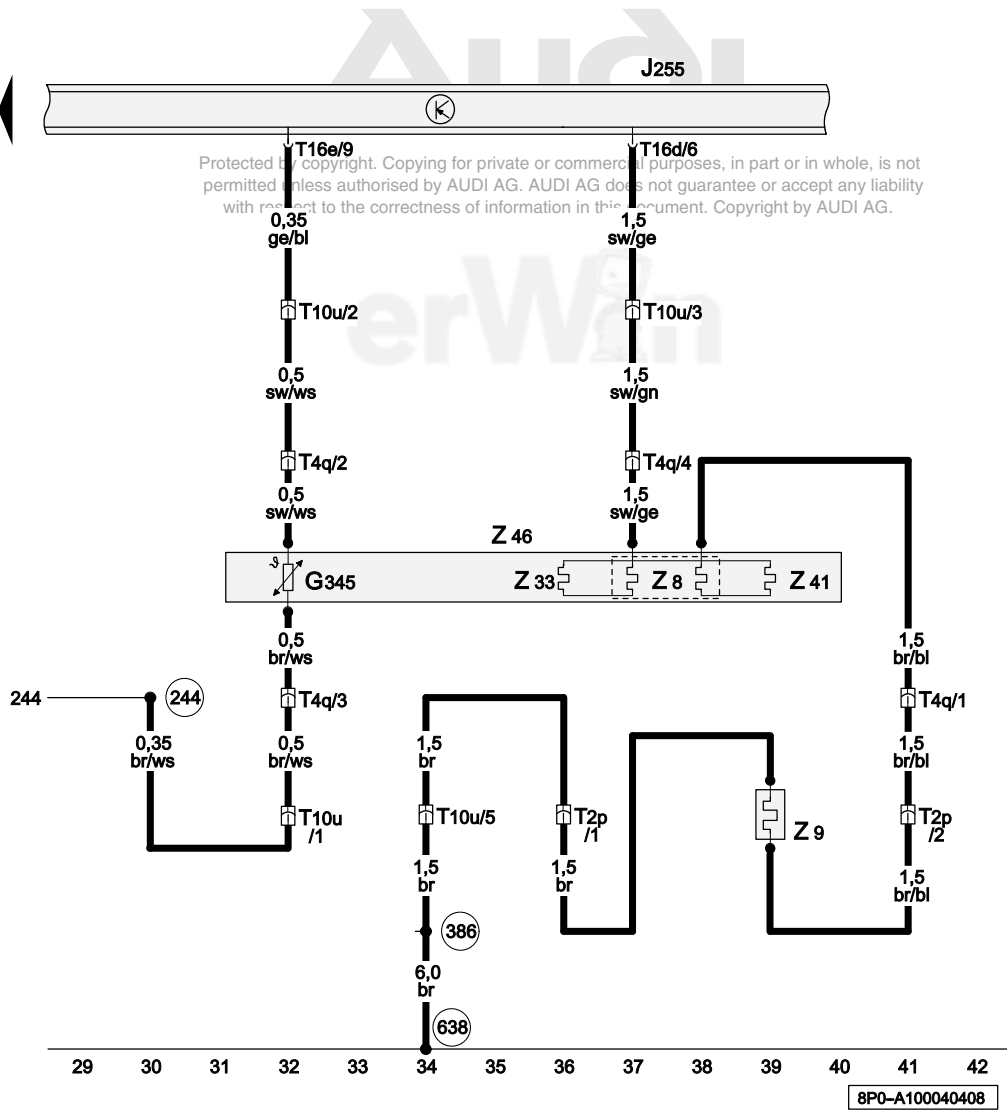 Audi
J255
T16e/9
T16d/6
Protected by copyright. Copying for private or commercial purposes, in part or in whole, is not
permitted unless authorised by AUDI AG. AUDI AG does not guarantee or accept any liability
with respect to the correctness of information in this document. Copyright by AUDI AG.
0,35
ge/bl
1,5
sw/ge
erWin
T10u/2
T10u/3
0,5
sw/ws
1,5
sw/gn
T4q/2
T4q/4
0,5
sw/ws
1,5
sw/ge
Z 46
G345
Z 33
Z 8
Z 41
0,5
br/ws
1,5
br/bl
244
244
T4q/3
T4q/1
0,35
br/ws
0,5
br/ws
1,5
br
1,5
br/bl
T10u
/1
T10u/5
T2p
/1
Z 9
T2p
/2
1,5
br
1,5
br
1,5
br/bl
386
6,0
br
638
29 30 31 32 33 34 35 36 37 38 39 40 41 42
8P0-A100040408